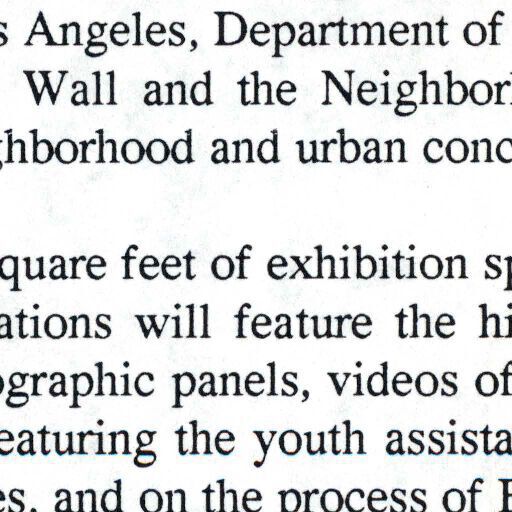 s Angeles, Department of
Wall and the Neighbor
ghborhood and urban conc
quare feet of exhibition sp
ations will feature the hi
ographic panels, videos of
eaturing the youth assista
es, and on the process of